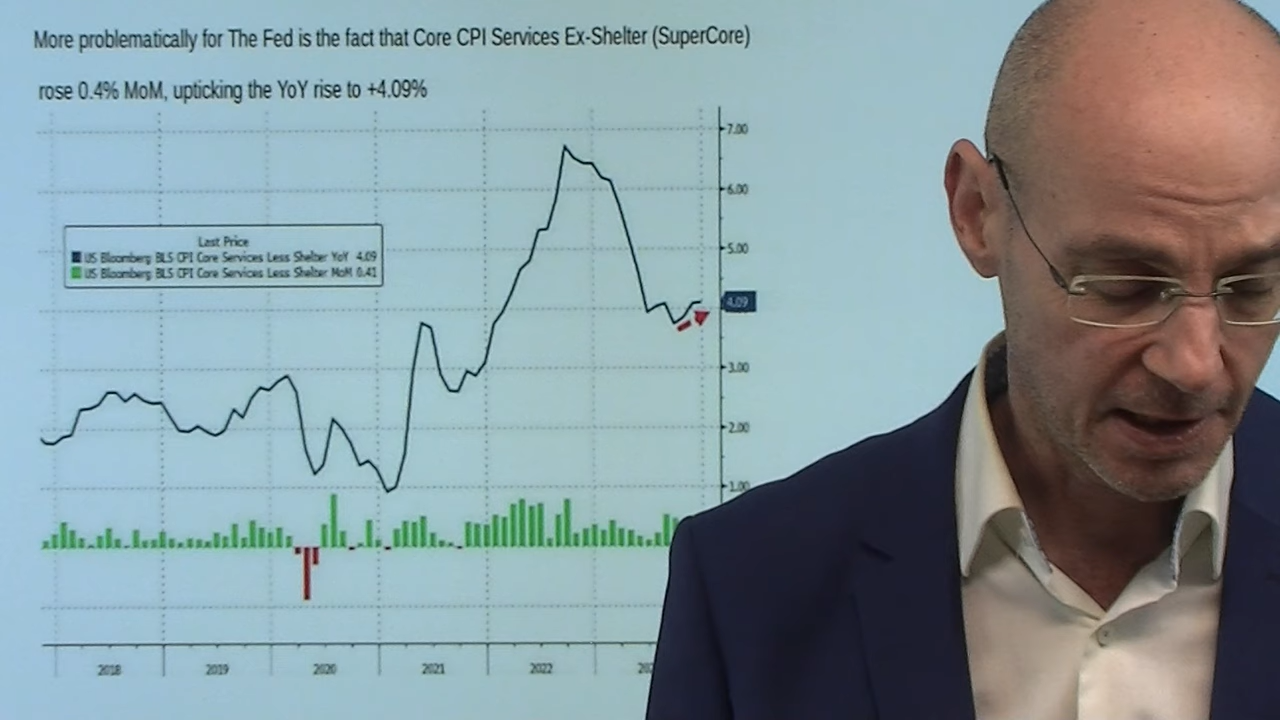 More problematically for The Fed is the fact that Core CPI Services Ex-Shelter (SuperCore)
rose 0.4% MoM, upticking the YoY rise to +4.09%
7.00
6.00
Last Price
US Bloomberg BLS CPI Core Services Less Shelter YoY 4.09
US Bloomberg BLS CPI Core Services Less Shelter MoM 0.41
5.00
4.09
3.00
2.00
1.00
2018 2019 2020 2021 2022